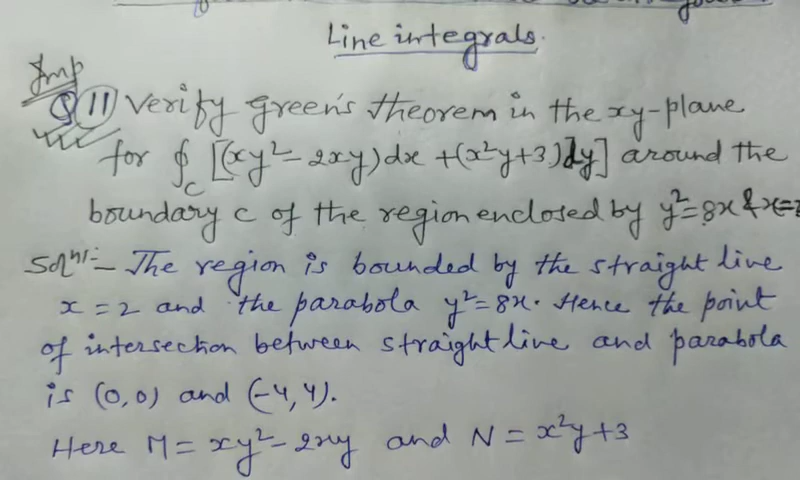 Line integrals.
Imp
Q 11 Verify Green's theorem in the xy-plane
for ∮_C [(xy²-2xy)dx+(x²y+3)dy] around the
boundary c of the region enclosed by y²=8x & x=2
Solⁿ:- The region is bounded by the straight line
x=2 and the parabola y²=8x. Hence the point
of intersection between straight line and parabola
is (0,0) and (-4,4).
Here M=xy²-2xy and N=x²y+3